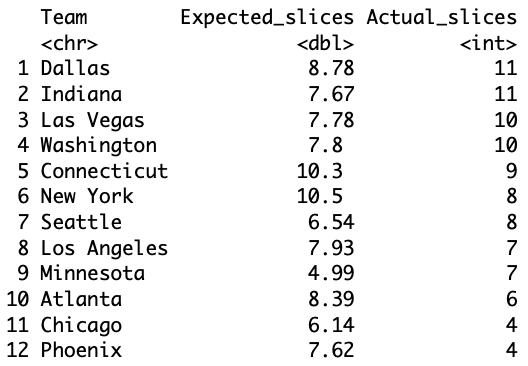 Team Expected_slices Actual_slices
<chr> <dbl> <int>
1 Dallas 8.78 11
2 Indiana 7.67 11
3 Las Vegas 7.78 10
4 Washington 7.8 10
5 Connecticut 10.3 9
6 New York 10.5 8
7 Seattle 6.54 8
8 Los Angeles 7.93 7
9 Minnesota 4.99 7
10 Atlanta 8.39 6
11 Chicago 6.14 4
12 Phoenix 7.62 4